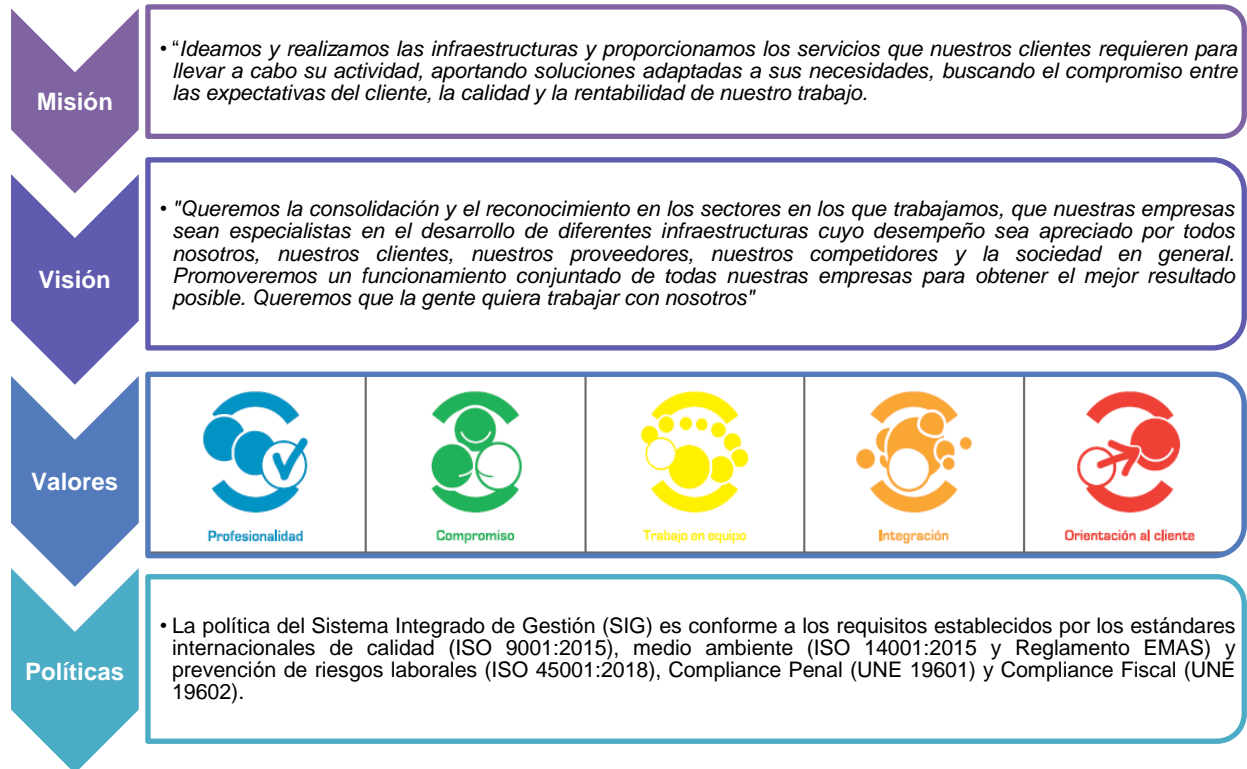 Misión
• “Ideamos y realizamos las infraestructuras y proporcionamos los servicios que nuestros clientes requieren para
llevar a cabo su actividad, aportando soluciones adaptadas a sus necesidades, buscando el compromiso entre
las expectativas del cliente, la calidad y la rentabilidad de nuestro trabajo.
Visión
• "Queremos la consolidación y el reconocimiento en los sectores en los que trabajamos, que nuestras empresas
sean especialistas en el desarrollo de diferentes infraestructuras cuyo desempeño sea apreciado por todos
nosotros, nuestros clientes, nuestros proveedores, nuestros competidores y la sociedad en general.
Promoveremos un funcionamiento conjuntado de todas nuestras empresas para obtener el mejor resultado
posible. Queremos que la gente quiera trabajar con nosotros"
Valores
Profesionalidad
Compromiso
Trabajo en equipo
Integración
Orientación al cliente
Políticas
• La política del Sistema Integrado de Gestión (SIG) es conforme a los requisitos establecidos por los estándares
internacionales de calidad (ISO 9001:2015), medio ambiente (ISO 14001:2015 y Reglamento EMAS) y
prevención de riesgos laborales (ISO 45001:2018), Compliance Penal (UNE 19601) y Compliance Fiscal (UNE
19602).